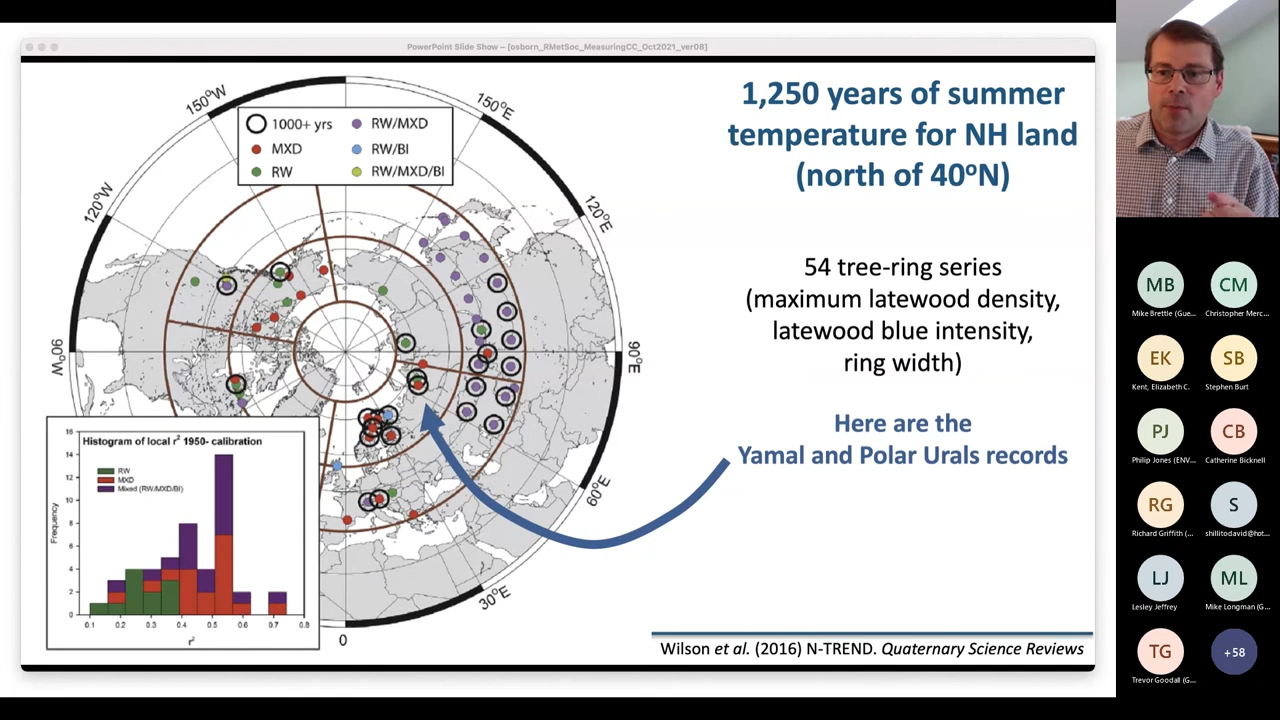 PowerPoint Slide Show – [osborn_RMetSoc_MeasuringCC_Oct2021_ver08]
150°W
150°E
120°W
120°E
90°W
90°E
60°E
30°E
0
1000+ yrs
MXD
RW
RW/MXD
RW/BI
RW/MXD/BI
Histogram of local r² 1950- calibration
RW
MXD
Mixed (RW/MXD/BI)
Frequency
16
14
12
10
8
6
4
2
0
0.1 0.2 0.3 0.4 0.5 0.6 0.7 0.8
r²
1,250 years of summer
temperature for NH land
(north of 40ºN)
54 tree-ring series
(maximum latewood density,
latewood blue intensity,
ring width)
Here are the
Yamal and Polar Urals records
Wilson et al. (2016) N-TREND. Quaternary Science Reviews
MB
Mike Brettle (Gue...
CM
Christopher Merc...
EK
Kent, Elizabeth C.
SB
Stephen Burt
PJ
Philip Jones (ENV...
CB
Catherine Bicknell
RG
Richard Griffith (...
S
shillitodavid@hot...
LJ
Lesley Jeffrey
ML
Mike Longman (G...
TG
Trevor Goodall (G...
+58